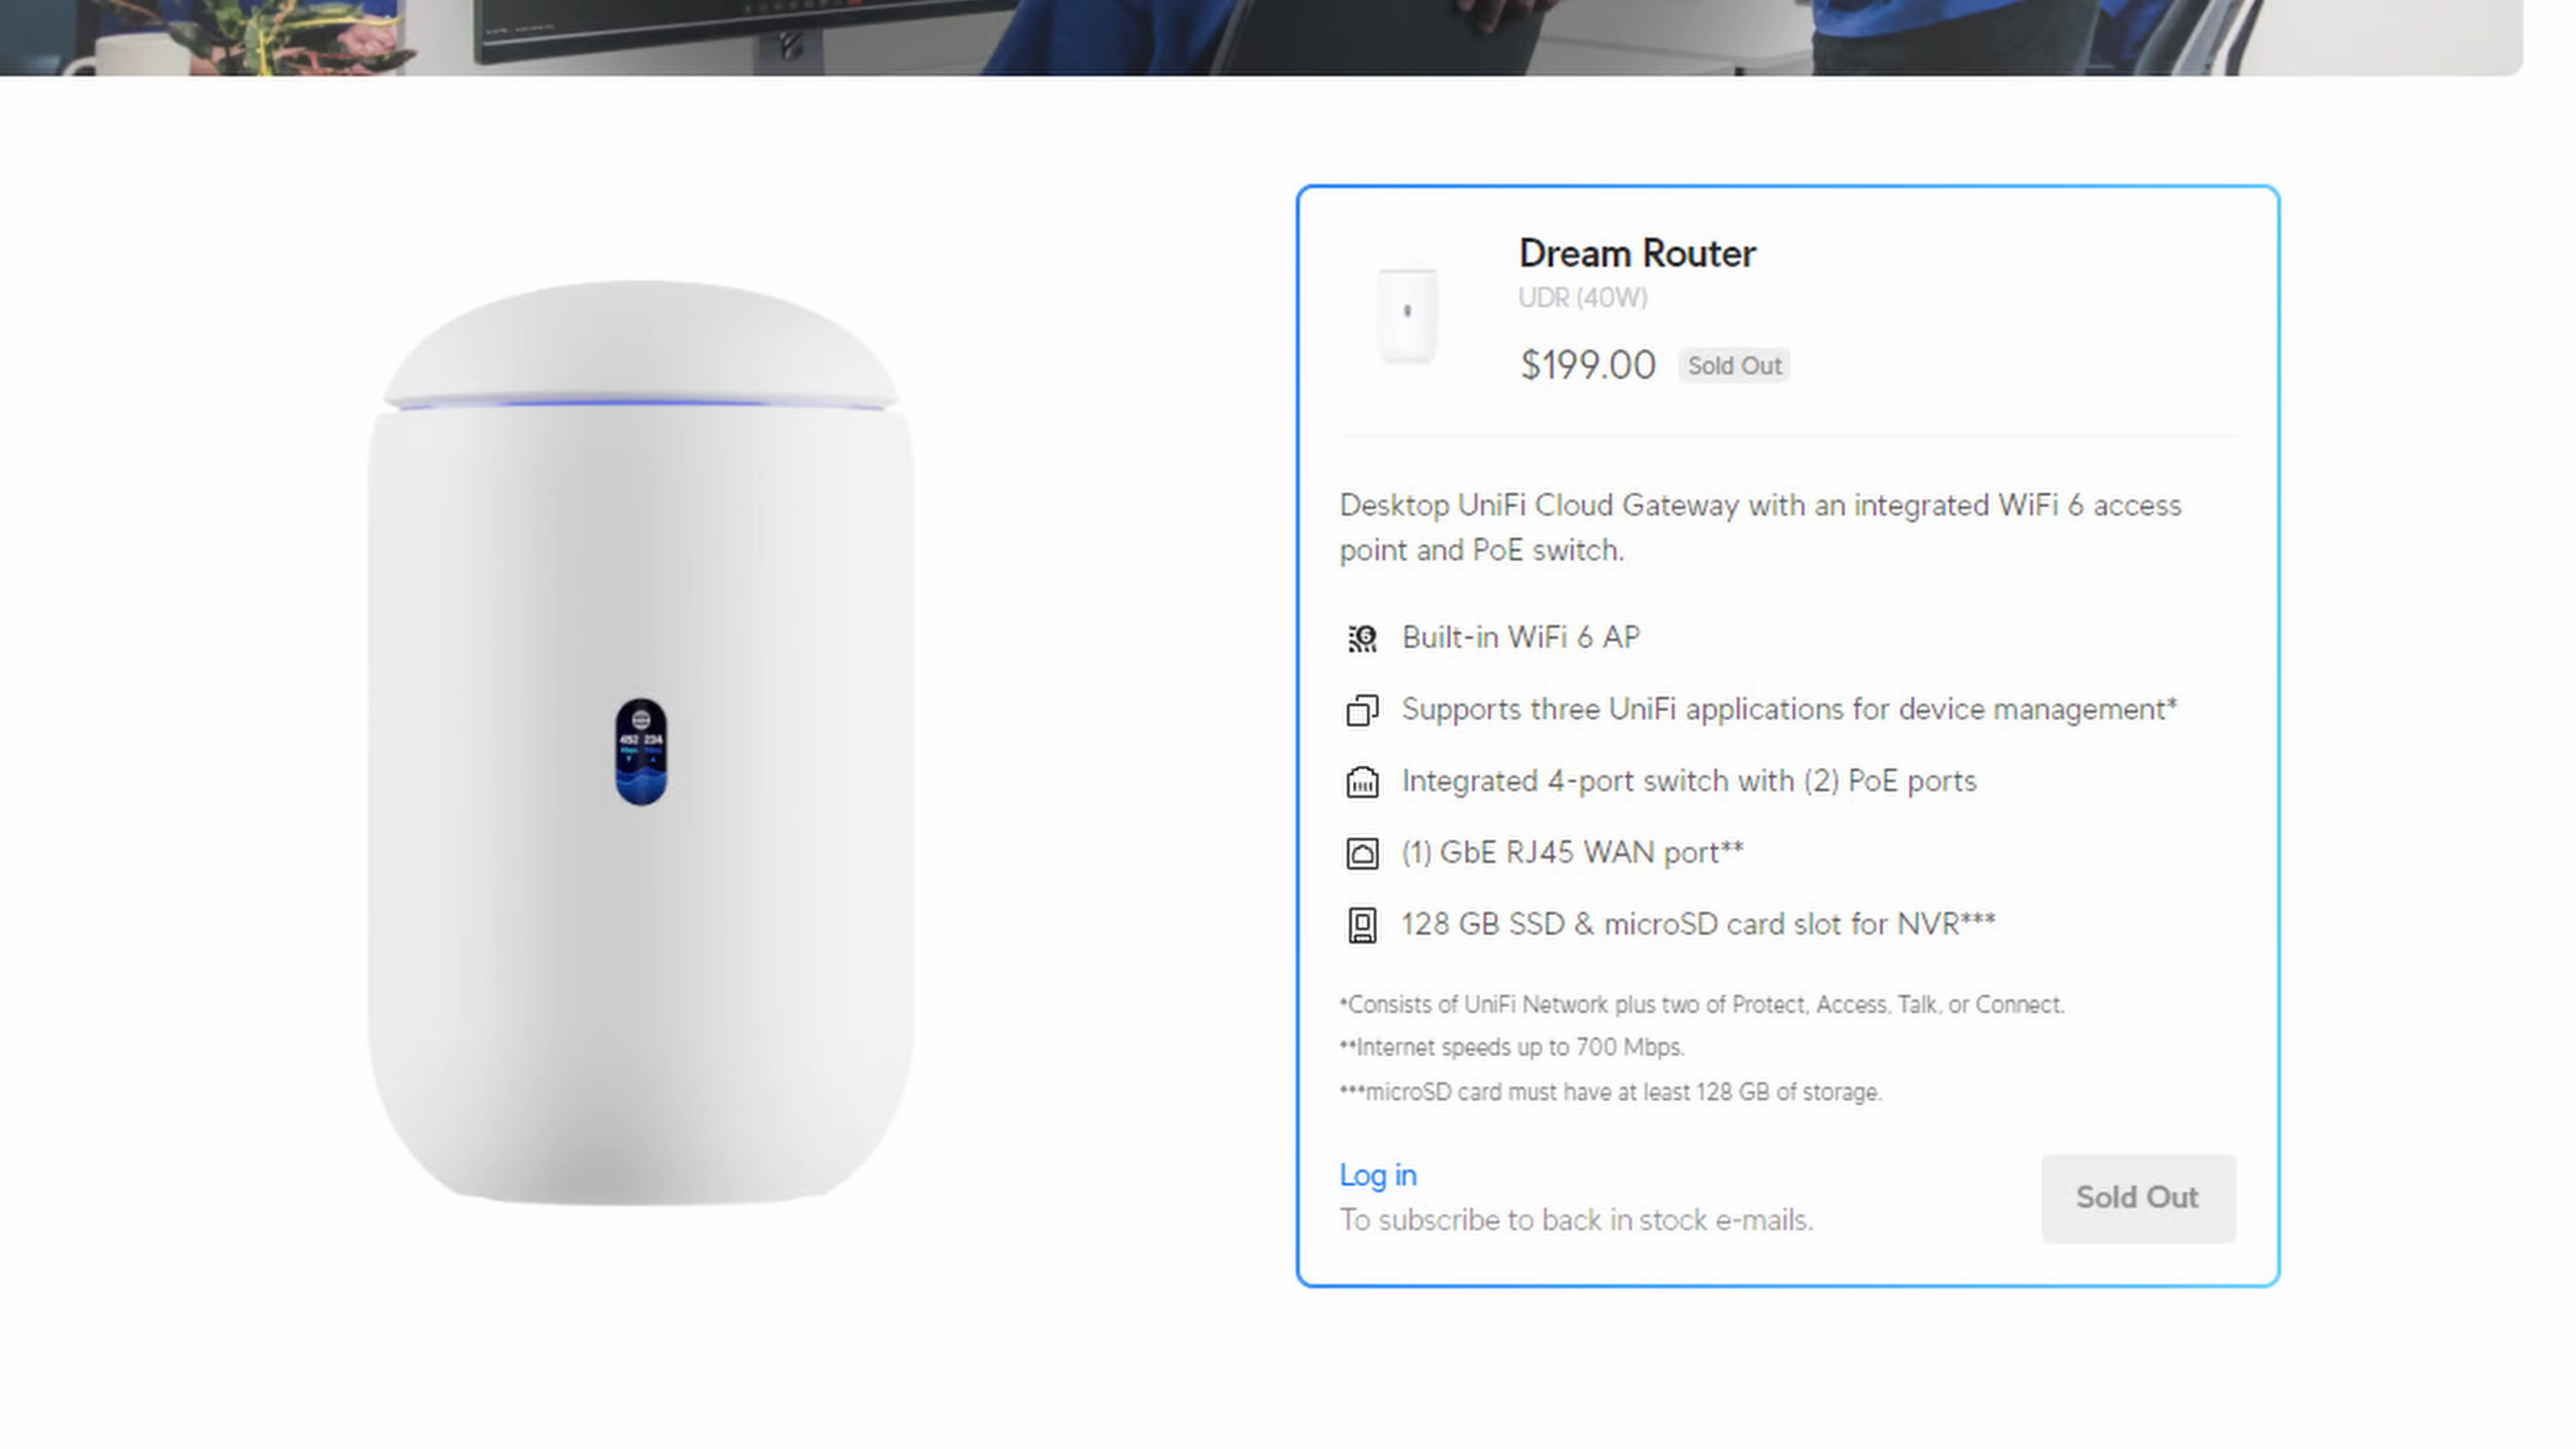 Dream Router
UDR (40W)
$199.00 Sold Out
Desktop UniFi Cloud Gateway with an integrated WiFi 6 access
point and PoE switch.
Built-in WiFi 6 AP
Supports three UniFi applications for device management*
Integrated 4-port switch with (2) PoE ports
(1) GbE RJ45 WAN port**
128 GB SSD & microSD card slot for NVR***
*Consists of UniFi Network plus two of Protect, Access, Talk, or Connect.
**Internet speeds up to 700 Mbps.
***microSD card must have at least 128 GB of storage.
Log in
To subscribe to back in stock e-mails.
Sold Out